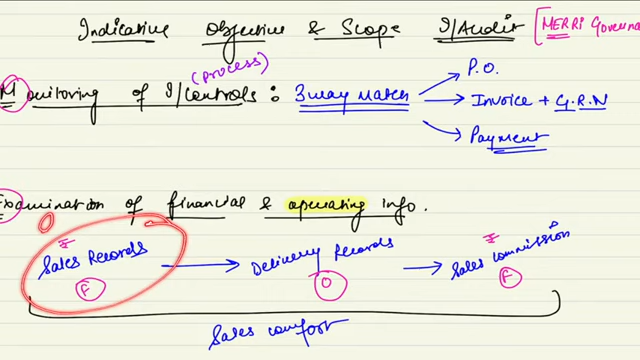 Indicative Objective & Scope I/Audit [MERRI Governa
(process)
Monitoring of I/Controls : 3 way match
P.O.
Invoice + G.R.N
Payment
Examination of financial & operating info.
Sales Records
Delivery Records
Sales commission
F
O
F
Sales comfort